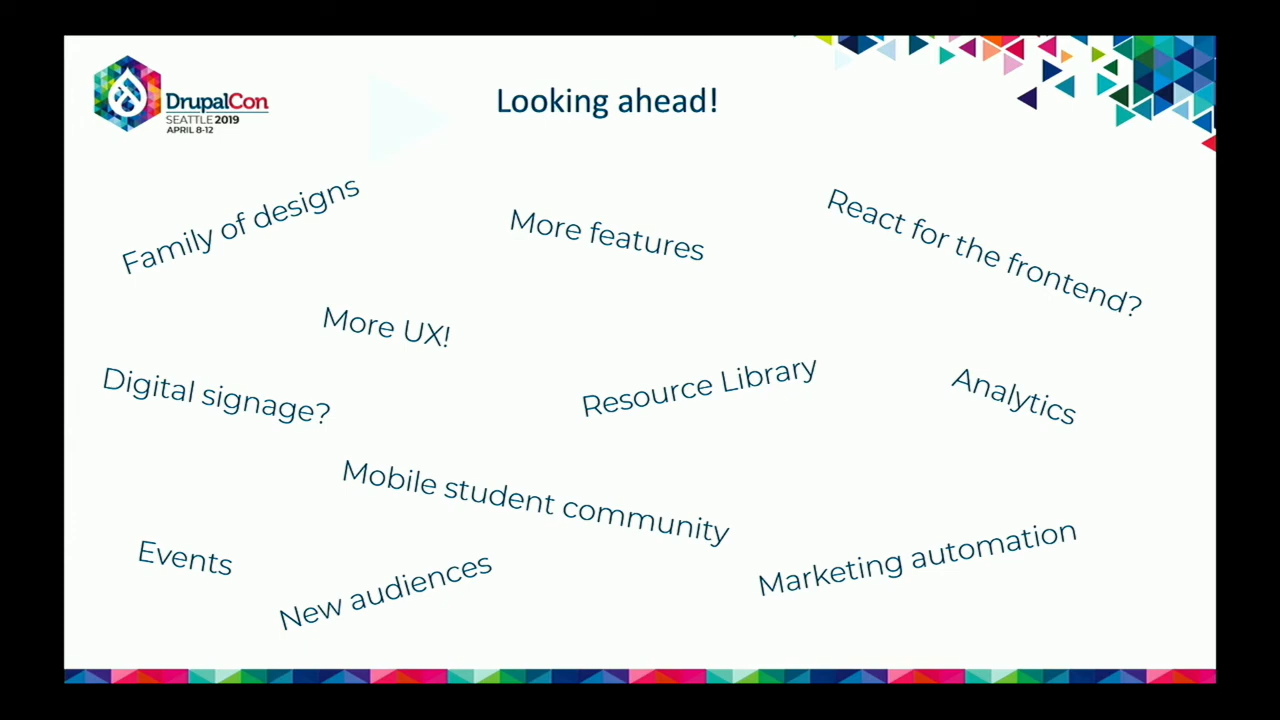 DrupalCon
SEATTLE 2019
APRIL 8-12
Looking ahead!
Family of designs
More features
React for the frontend?
More UX!
Digital signage?
Resource Library
Analytics
Mobile student community
Events
New audiences
Marketing automation